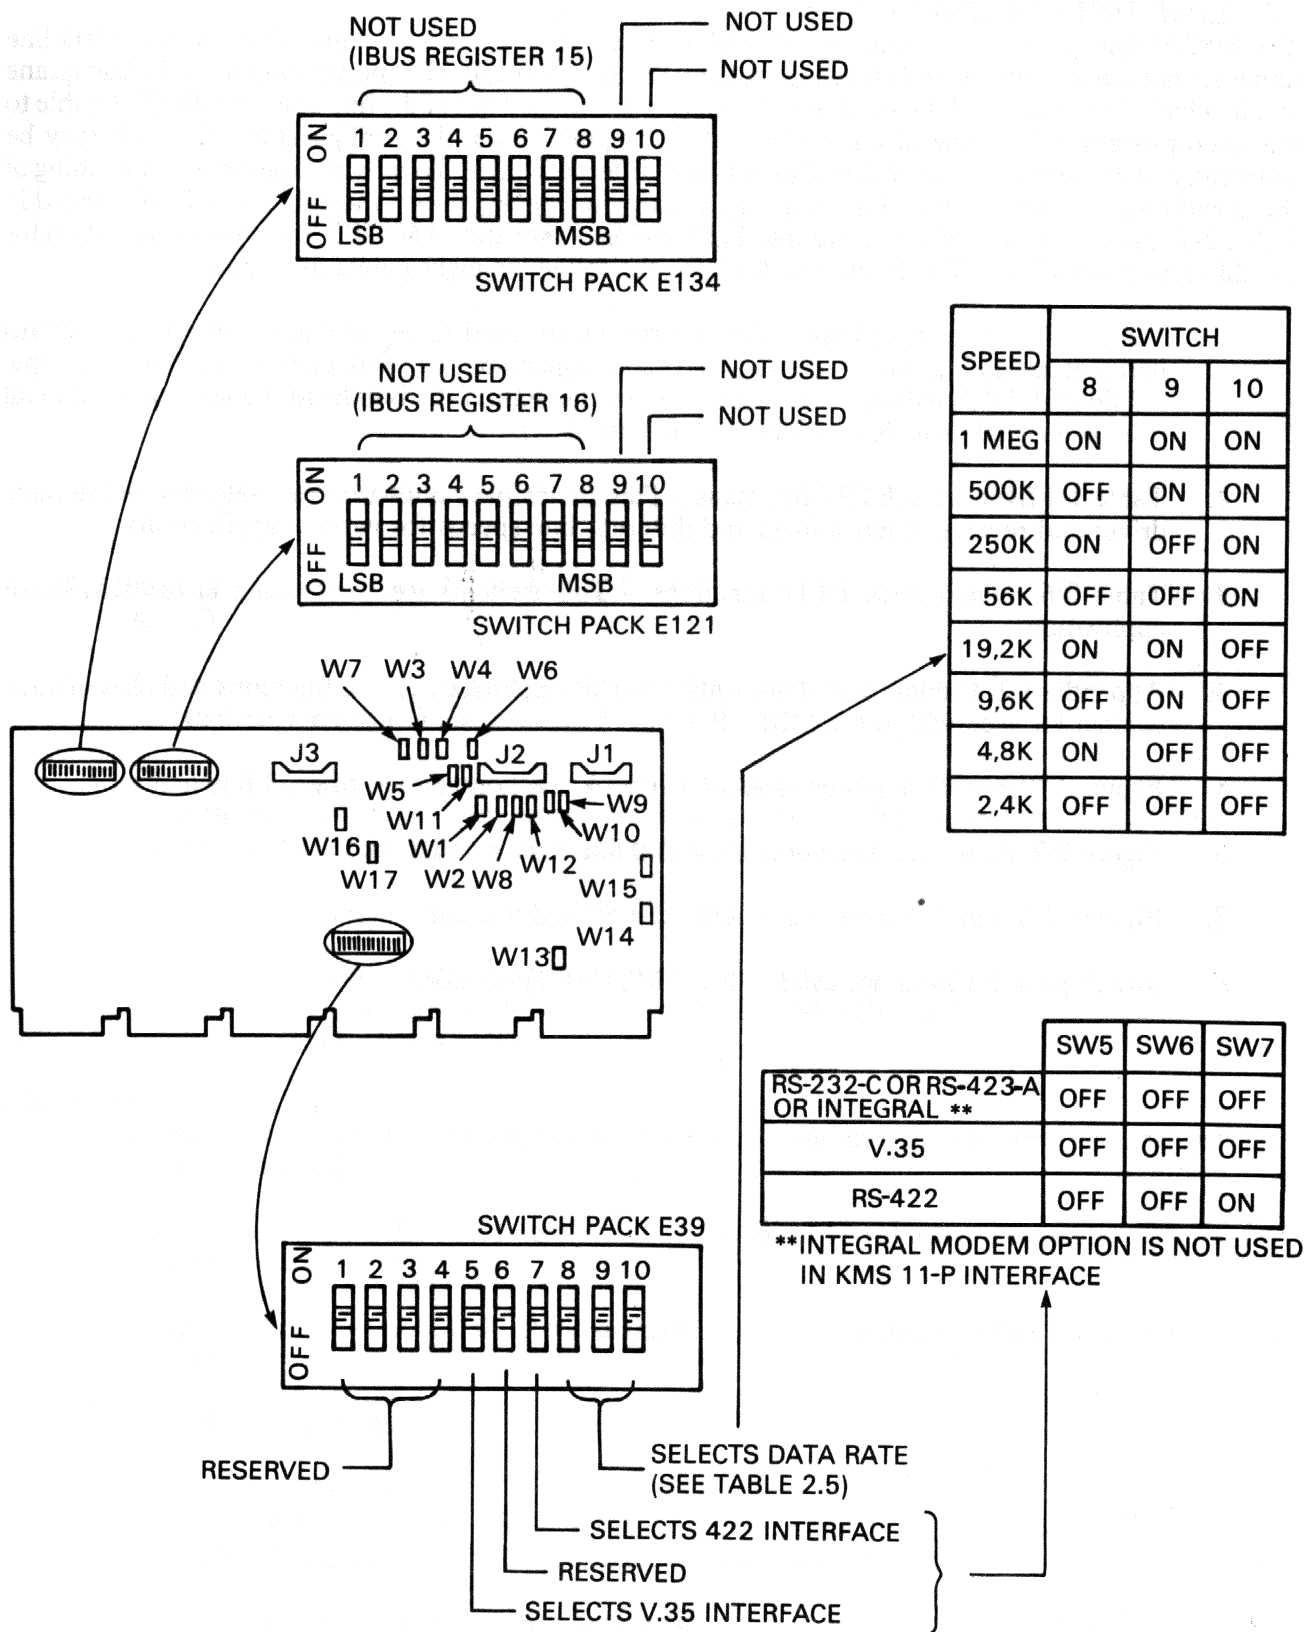 NOT USED
(IBUS REGISTER 15)
NOT USED
NOT USED
ON
OFF
1 2 3 4 5 6 7 8 9 10
LSB
MSB
SWITCH PACK E134
NOT USED
(IBUS REGISTER 16)
NOT USED
NOT USED
ON
OFF
1 2 3 4 5 6 7 8 9 10
LSB
MSB
SWITCH PACK E121
SPEED SWITCH
8 9 10
1 MEG ON ON ON
500K OFF ON ON
250K ON OFF ON
56K OFF OFF ON
19,2K ON ON OFF
9,6K OFF ON OFF
4,8K ON OFF OFF
2,4K OFF OFF OFF
W7 W3 W4 W6
J3 J2 J1
W5
W11
W9
W10
W16
W1
W12
W17
W2 W8
W15
W14
W13
SW5 SW6 SW7
RS-232-C OR RS-423-A
OR INTEGRAL ** OFF OFF OFF
V.35 OFF OFF OFF
RS-422 OFF OFF ON
**INTEGRAL MODEM OPTION IS NOT USED
IN KMS 11-P INTERFACE
SWITCH PACK E39
ON
OFF
1 2 3 4 5 6 7 8 9 10
RESERVED
SELECTS DATA RATE
(SEE TABLE 2.5)
SELECTS 422 INTERFACE
RESERVED
SELECTS V.35 INTERFACE